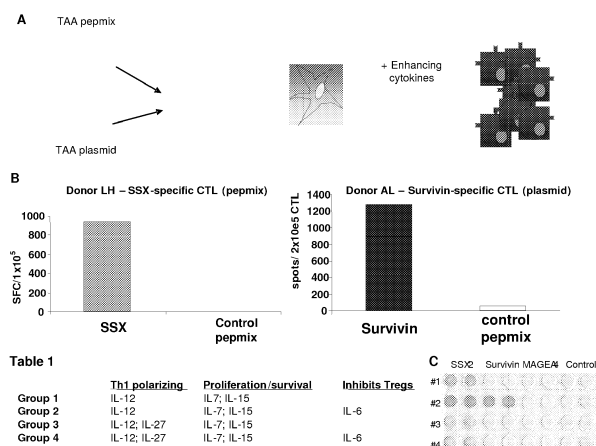 A
TAA pepmix
+ Enhancing
cytokines
TAA plasmid
B
Donor LH – SSX-specific CTL (pepmix)
SFC/1x10⁵
1000
800
600
400
200
0
SSX
Control
pepmix
Donor AL – Survivin-specific CTL (plasmid)
spots/ 2x10e5 CTL
1400
1200
1000
800
600
400
200
0
Survivin
control
pepmix
Table 1
Th1 polarizing Proliferation/survival Inhibits Tregs
Group 1 IL-12 IL7; IL-15
Group 2 IL-12 IL-7; IL-15 IL-6
Group 3 IL-12; IL-27 IL-7; IL-15
Group 4 IL-12; IL-27 IL-7; IL-15 IL-6
C
SSX2 Survivin MAGEA4 Control
#1
#2
#3
#4